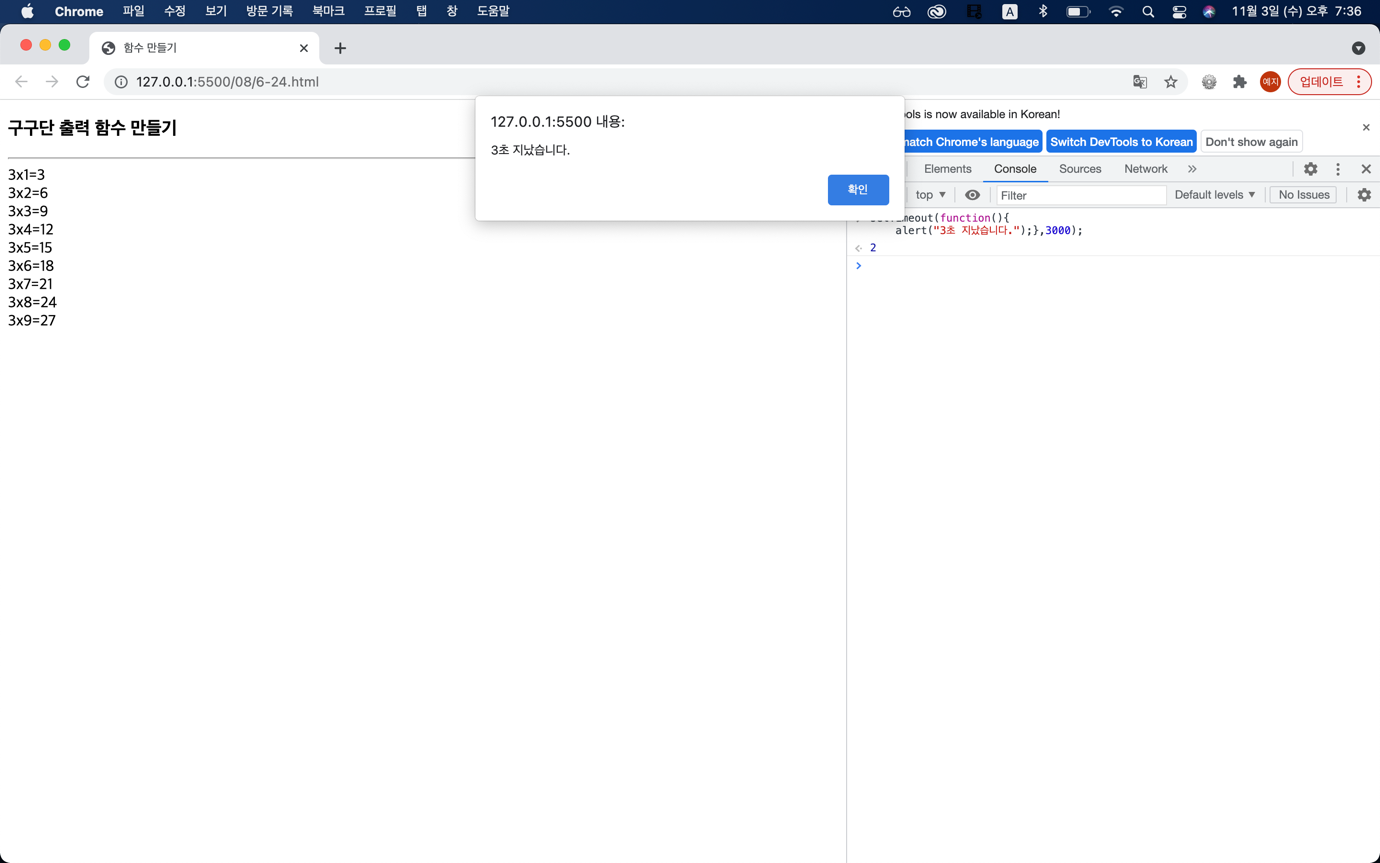 Chrome 파일 수정 보기 방문 기록 북마크 프로필 탭 창 도움말 A 11월 3일 (수) 오후 7:36
함수 만들기
127.0.0.1:5500/08/6-24.html 예지 업데이트
구구단 출력 함수 만들기
3x1=3
3x2=6
3x3=9
3x4=12
3x5=15
3x6=18
3x7=21
3x8=24
3x9=27
127.0.0.1:5500 내용:
3초 지났습니다.
확인
is now available in Korean!
match Chrome's language Switch DevTools to Korean Don't show again
Elements Console Sources Network
top Filter Default levels No Issues
(function(){
alert("3초 지났습니다.");},3000);
2